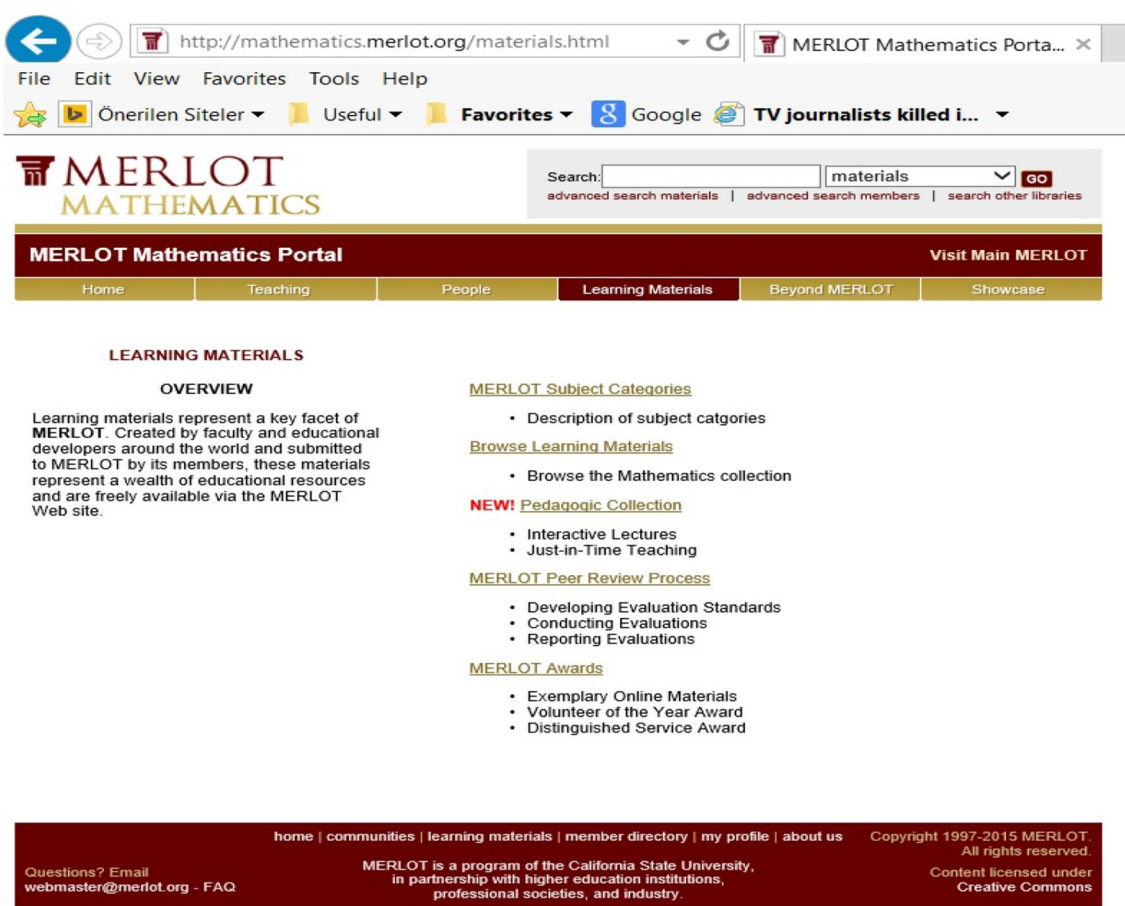 http://mathematics.merlot.org/materials.html
MERLOT Mathematics Porta...
File Edit View Favorites Tools Help
Önerilen Siteler Useful Favorites Google TV journalists killed i...
MERLOT
MATHEMATICS
Search: materials GO
advanced search materials | advanced search members | search other libraries
MERLOT Mathematics Portal Visit Main MERLOT
Home Teaching People Learning Materials Beyond MERLOT Showcase
LEARNING MATERIALS
OVERVIEW
Learning materials represent a key facet of
MERLOT. Created by faculty and educational
developers around the world and submitted
to MERLOT by its members, these materials
represent a wealth of educational resources
and are freely available via the MERLOT
Web site.
MERLOT Subject Categories
• Description of subject catgories
Browse Learning Materials
• Browse the Mathematics collection
NEW! Pedagogic Collection
• Interactive Lectures
• Just-in-Time Teaching
MERLOT Peer Review Process
• Developing Evaluation Standards
• Conducting Evaluations
• Reporting Evaluations
MERLOT Awards
• Exemplary Online Materials
• Volunteer of the Year Award
• Distinguished Service Award
home | communities | learning materials | member directory | my profile | about us
Questions? Email
webmaster@merlot.org - FAQ
MERLOT is a program of the California State University,
in partnership with higher education institutions,
professional societies, and industry.
Copyright 1997-2015 MERLOT.
All rights reserved.
Content licensed under
Creative Commons